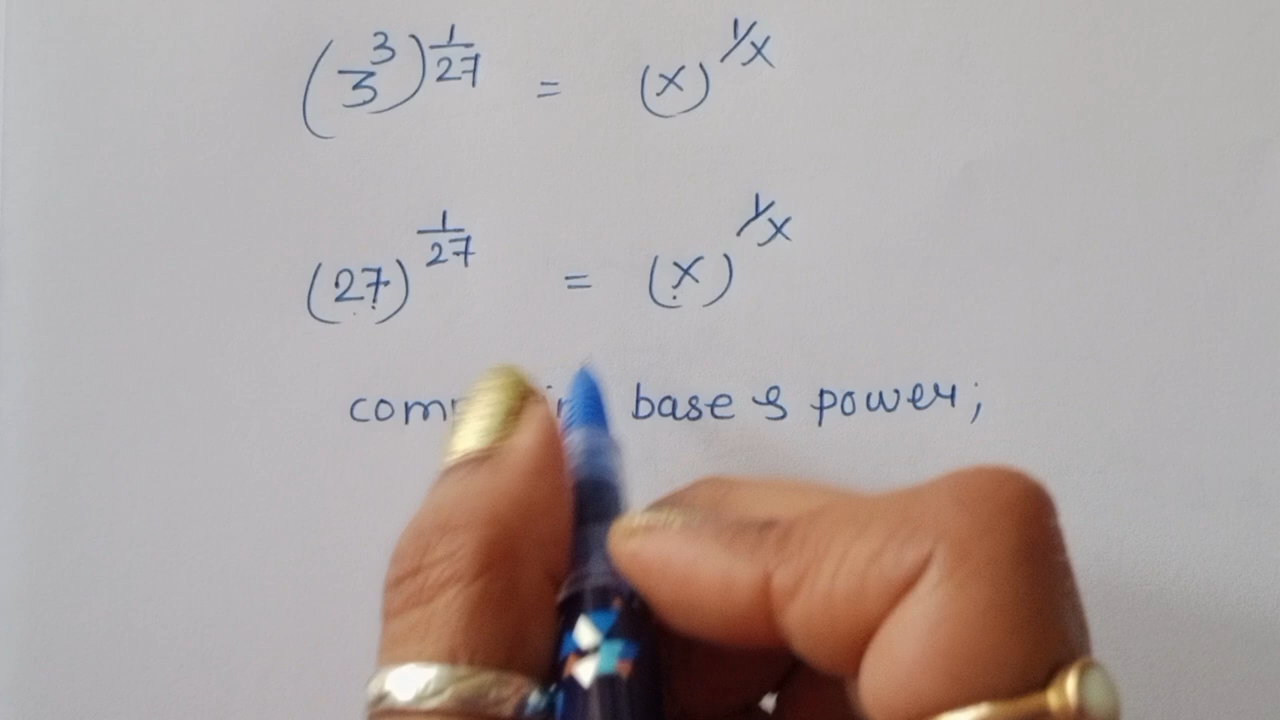 (3^3)^{1/27} = (x)^{1/x}
(27)^{1/27} = (x)^{1/x}
base & power;